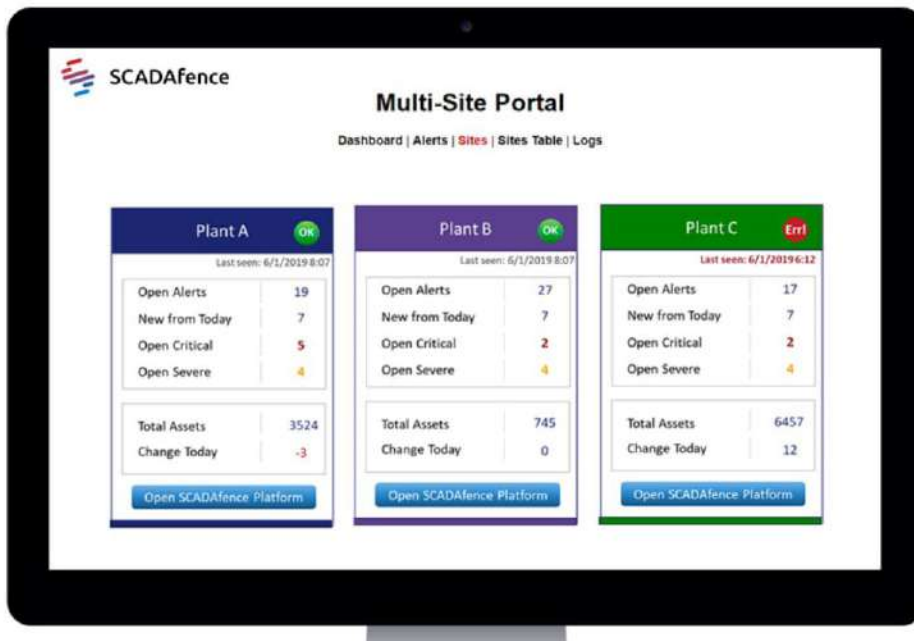 SCADAfence
Multi-Site Portal
Dashboard | Alerts | Sites | Sites Table | Logs
Plant A OK
Last seen: 6/1/2019 8:07
Open Alerts 19
New from Today 7
Open Critical 5
Open Severe 4
Total Assets 3524
Change Today -3
Open SCADAfence Platform
Plant B OK
Last seen: 6/1/2019 8:07
Open Alerts 27
New from Today 7
Open Critical 2
Open Severe 4
Total Assets 745
Change Today 0
Open SCADAfence Platform
Plant C Err!
Last seen: 6/1/2019 6:12
Open Alerts 17
New from Today 7
Open Critical 2
Open Severe 4
Total Assets 6457
Change Today 12
Open SCADAfence Platform